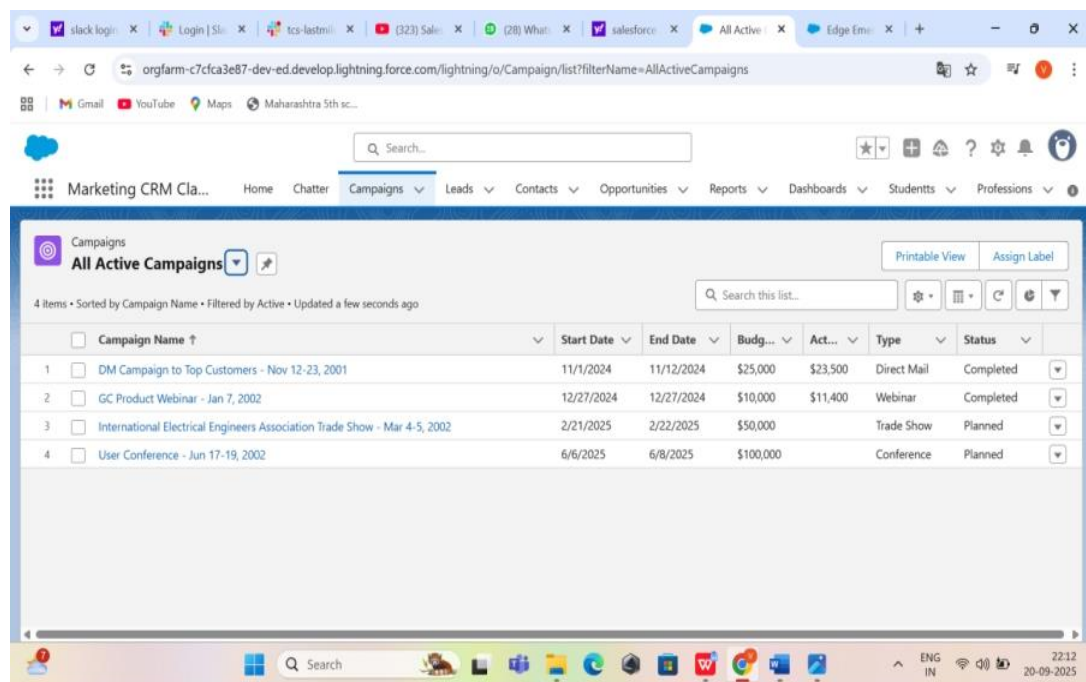 slack login
Login | Sla
tcs-lastmil
(323) Sale
(28) What
salesforce
All Active (
Edge Eme
orgfarm-c7cfca3e87-dev-ed.develop.lightning.force.com/lightning/o/Campaign/list?filterName=AllActiveCampaigns
V
Gmail YouTube Maps Maharashtra 5th sc...
Search...
Marketing CRM Cla... Home Chatter Campaigns Leads Contacts Opportunities Reports Dashboards Studentts Professions
Campaigns
All Active Campaigns
Printable View Assign Label
4 items • Sorted by Campaign Name • Filtered by Active • Updated a few seconds ago
Search this list...
Campaign Name ↑ Start Date End Date Budg... Act... Type Status
1 DM Campaign to Top Customers - Nov 12-23, 2001 11/1/2024 11/12/2024 $25,000 $23,500 Direct Mail Completed
2 GC Product Webinar - Jan 7, 2002 12/27/2024 12/27/2024 $10,000 $11,400 Webinar Completed
3 International Electrical Engineers Association Trade Show - Mar 4-5, 2002 2/21/2025 2/22/2025 $50,000 Trade Show Planned
4 User Conference - Jun 17-19, 2002 6/6/2025 6/8/2025 $100,000 Conference Planned
7
Search
ENG
IN
22:12
20-09-2025